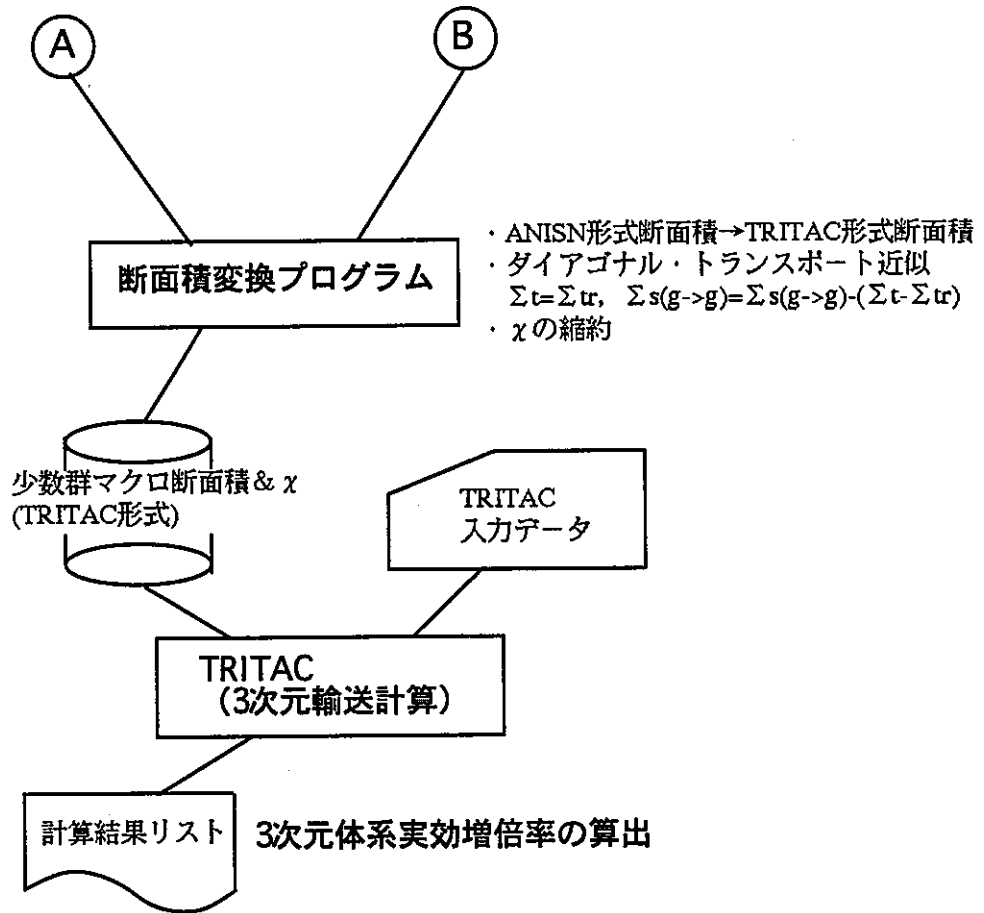 A
B
断面積変換プログラム
・ANISN形式断面積→TRITAC形式断面積
・ダイアゴナル・トランスポート近似
Σt=Σtr, Σs(g->g)=Σs(g->g)-(Σt-Σtr)
・χの縮約
少数群マクロ断面積& χ
(TRITAC形式)
TRITAC
入力データ
TRITAC
(3次元輸送計算)
計算結果リスト
3次元体系実効増倍率の算出